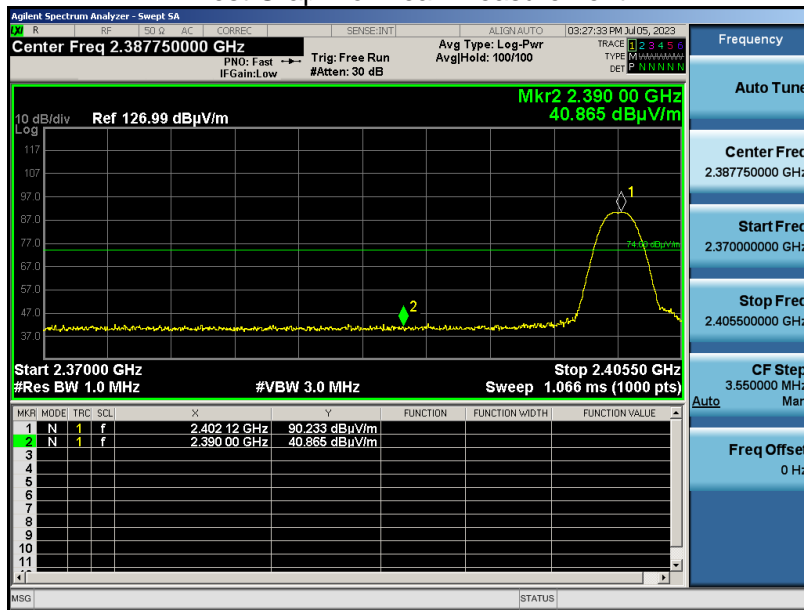 Agilent Spectrum Analyzer - Swept SA
LXI R RF 50 Ω AC CORREC SENSE:INT ALIGN AUTO 03:27:33 PM Jul 05, 2023
Center Freq 2.387750000 GHz
PNO: Fast
IFGain:Low
Trig: Free Run
#Atten: 30 dB
Avg Type: Log-Pwr
Avg|Hold: 100/100
TRACE 1 2 3 4 5 6
TYPE M
DET P N N N N N
Mkr2 2.390 00 GHz
40.865 dBµV/m
10 dB/div Ref 126.99 dBµV/m
Log
117
107
97.0
87.0
77.0
67.0
57.0
47.0
37.0
1
74.00 dBµV/m
2
Start 2.37000 GHz Stop 2.40550 GHz
#Res BW 1.0 MHz #VBW 3.0 MHz Sweep 1.066 ms (1000 pts)
MKR MODE TRC SCL X Y FUNCTION FUNCTION WIDTH FUNCTION VALUE
1 N 1 f 2.402 12 GHz 90.233 dBµV/m
2 N 1 f 2.390 00 GHz 40.865 dBµV/m
3
4
5
6
7
8
9
10
11
MSG STATUS
Frequency
Auto Tune
Center Freq
2.387750000 GHz
Start Freq
2.370000000 GHz
Stop Freq
2.405500000 GHz
CF Step
3.550000 MHz
Auto Man
Freq Offset
0 Hz